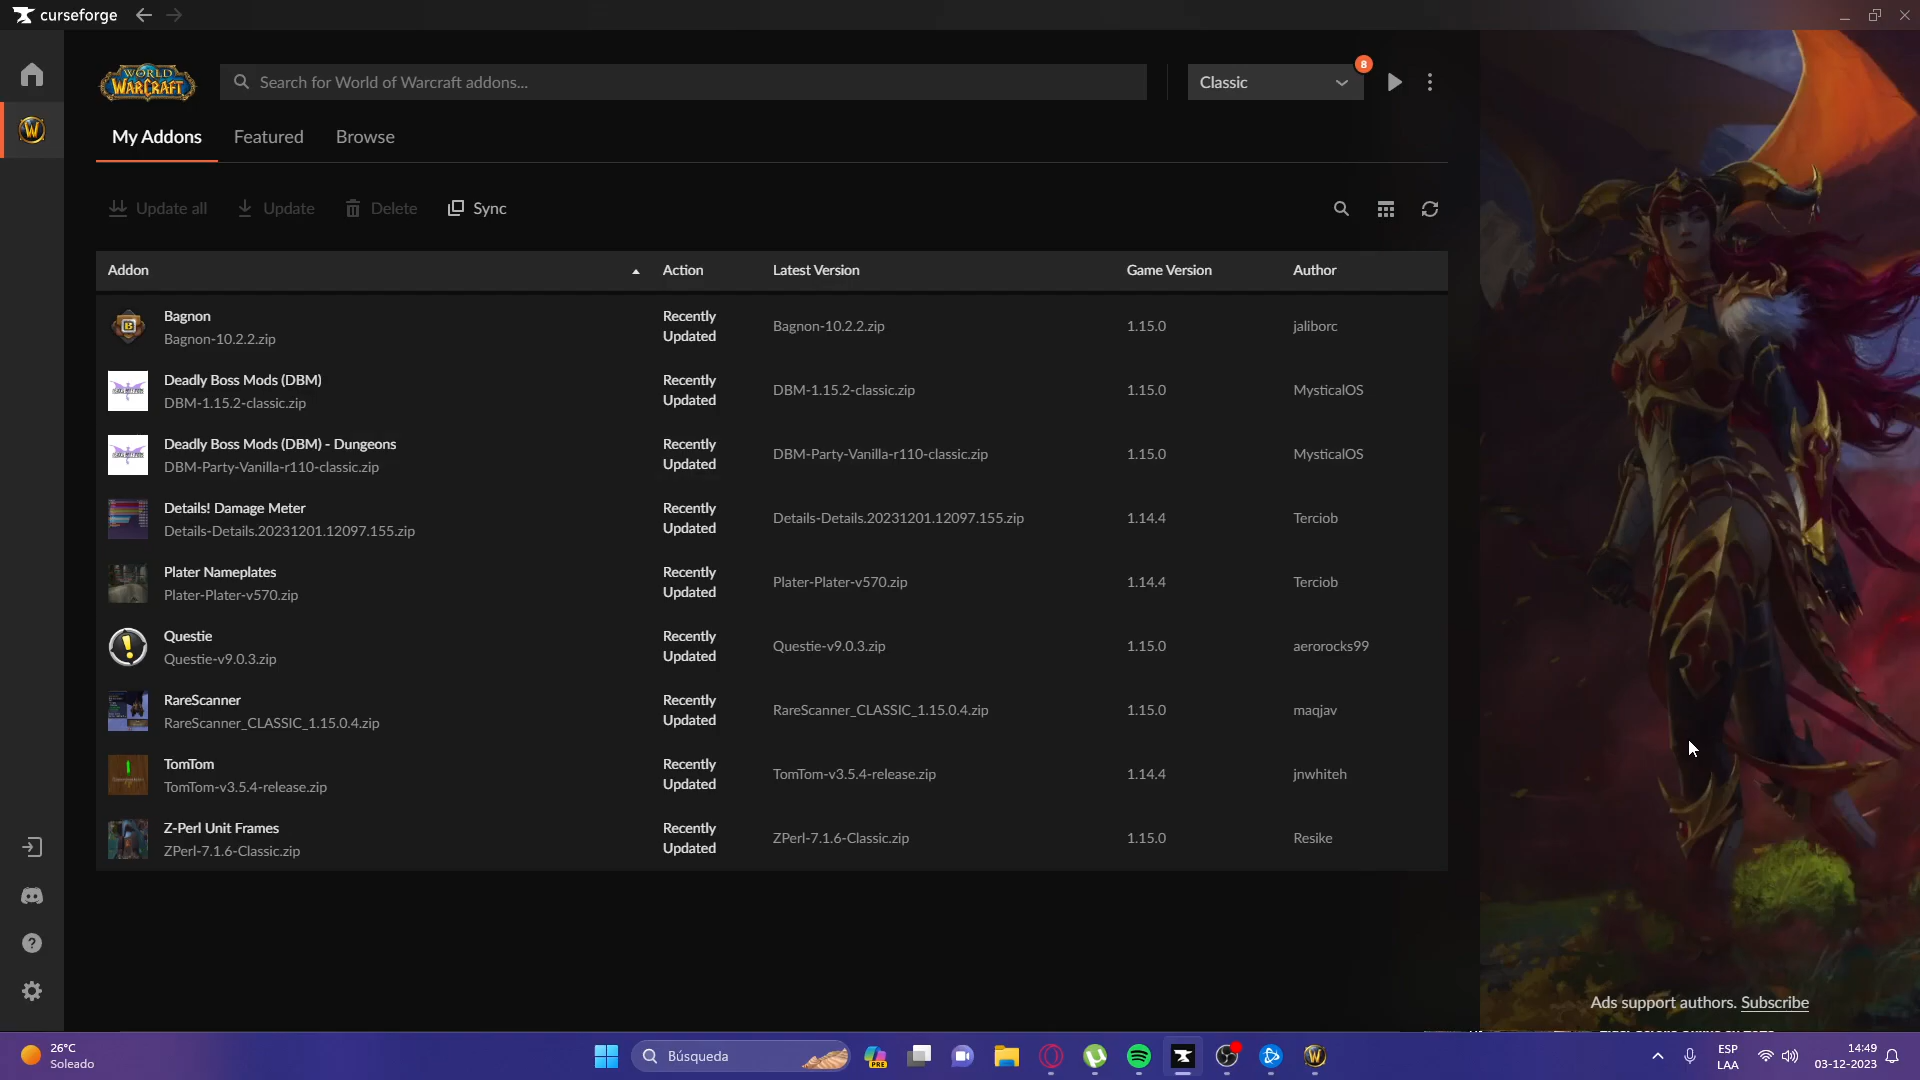 curseforge
WORLD WARCRAFT
Search for World of Warcraft addons...
Classic
8
My Addons
Featured
Browse
Update all
Update
Delete
Sync
Addon
Action
Latest Version
Game Version
Author
Bagnon
Bagnon-10.2.2.zip
Recently
Updated
Bagnon-10.2.2.zip
1.15.0
jaliborc
Deadly Boss Mods (DBM)
DBM-1.15.2-classic.zip
Recently
Updated
DBM-1.15.2-classic.zip
1.15.0
MysticalOS
Deadly Boss Mods (DBM) - Dungeons
DBM-Party-Vanilla-r110-classic.zip
Recently
Updated
DBM-Party-Vanilla-r110-classic.zip
1.15.0
MysticalOS
Details! Damage Meter
Details-Details.20231201.12097.155.zip
Recently
Updated
Details-Details.20231201.12097.155.zip
1.14.4
Terciob
Plater Nameplates
Plater-Plater-v570.zip
Recently
Updated
Plater-Plater-v570.zip
1.14.4
Terciob
Questie
Questie-v9.0.3.zip
Recently
Updated
Questie-v9.0.3.zip
1.15.0
aerorocks99
RareScanner
RareScanner_CLASSIC_1.15.0.4.zip
Recently
Updated
RareScanner_CLASSIC_1.15.0.4.zip
1.15.0
maqjav
TomTom
TomTom-v3.5.4-release.zip
Recently
Updated
TomTom-v3.5.4-release.zip
1.14.4
jnwhiteh
Z-Perl Unit Frames
ZPerl-7.1.6-Classic.zip
Recently
Updated
ZPerl-7.1.6-Classic.zip
1.15.0
Resike
Ads support authors. Subscribe
26°C
Soleado
Búsqueda
PRE
ESP
LAA
14:49
03-12-2023